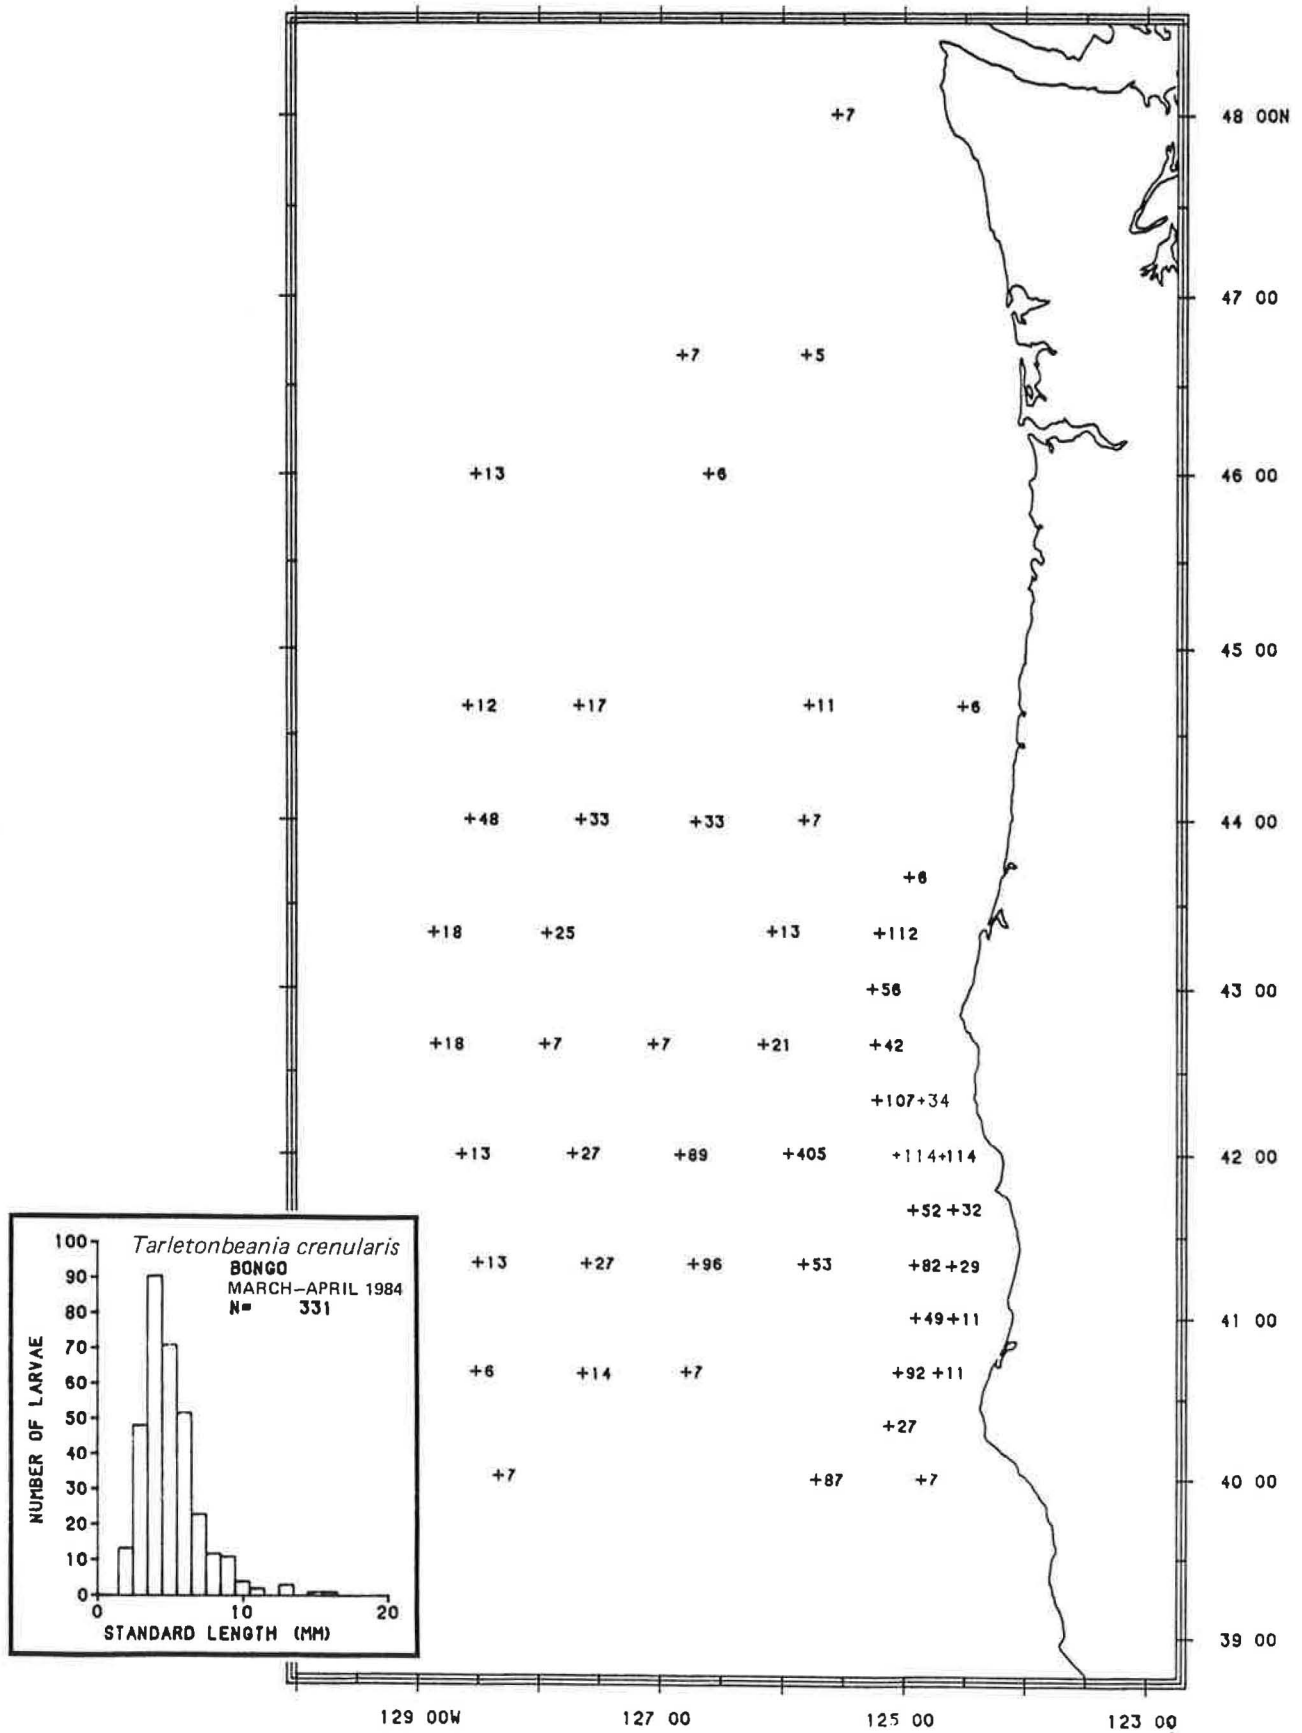 +7
48 00N
47 00
+7 +5
+13 +6
46 00
45 00
+12 +17 +11 +6
+48 +33 +33 +7
44 00
+6
+18 +25 +13 +112
+56
43 00
+18 +7 +7 +21 +42
+107+34
+13 +27 +89 +405 +114+114
42 00
+52 +32
+13 +27 +96 +53 +82 +29
+49+11
41 00
+6 +14 +7 +92 +11
+27
+7 +87 +7
40 00
39 00
129 00W 127 00 125 00 123 00
Tarletonbeania crenularis
BONGO
MARCH–APRIL 1984
N= 331
NUMBER OF LARVAE
100
90
80
70
60
50
40
30
20
10
0
0 10 20
STANDARD LENGTH (MM)